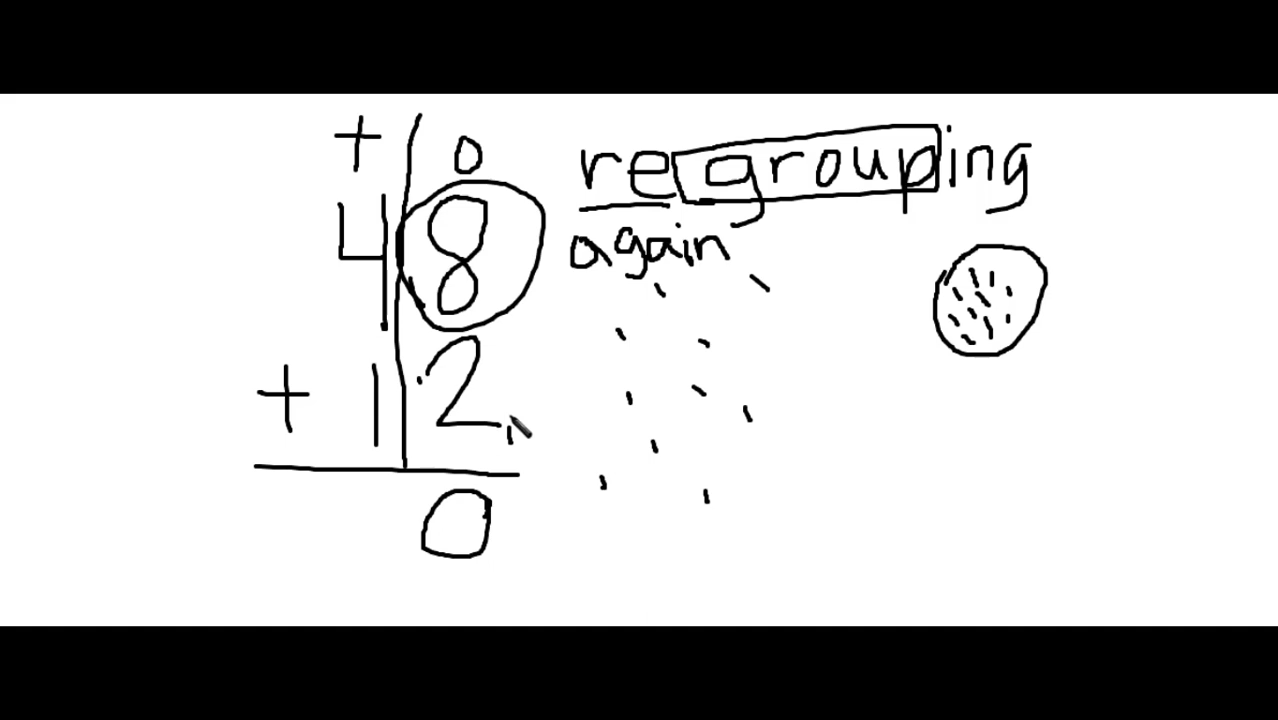 + 0 regrouping
48 again
+ 12
0